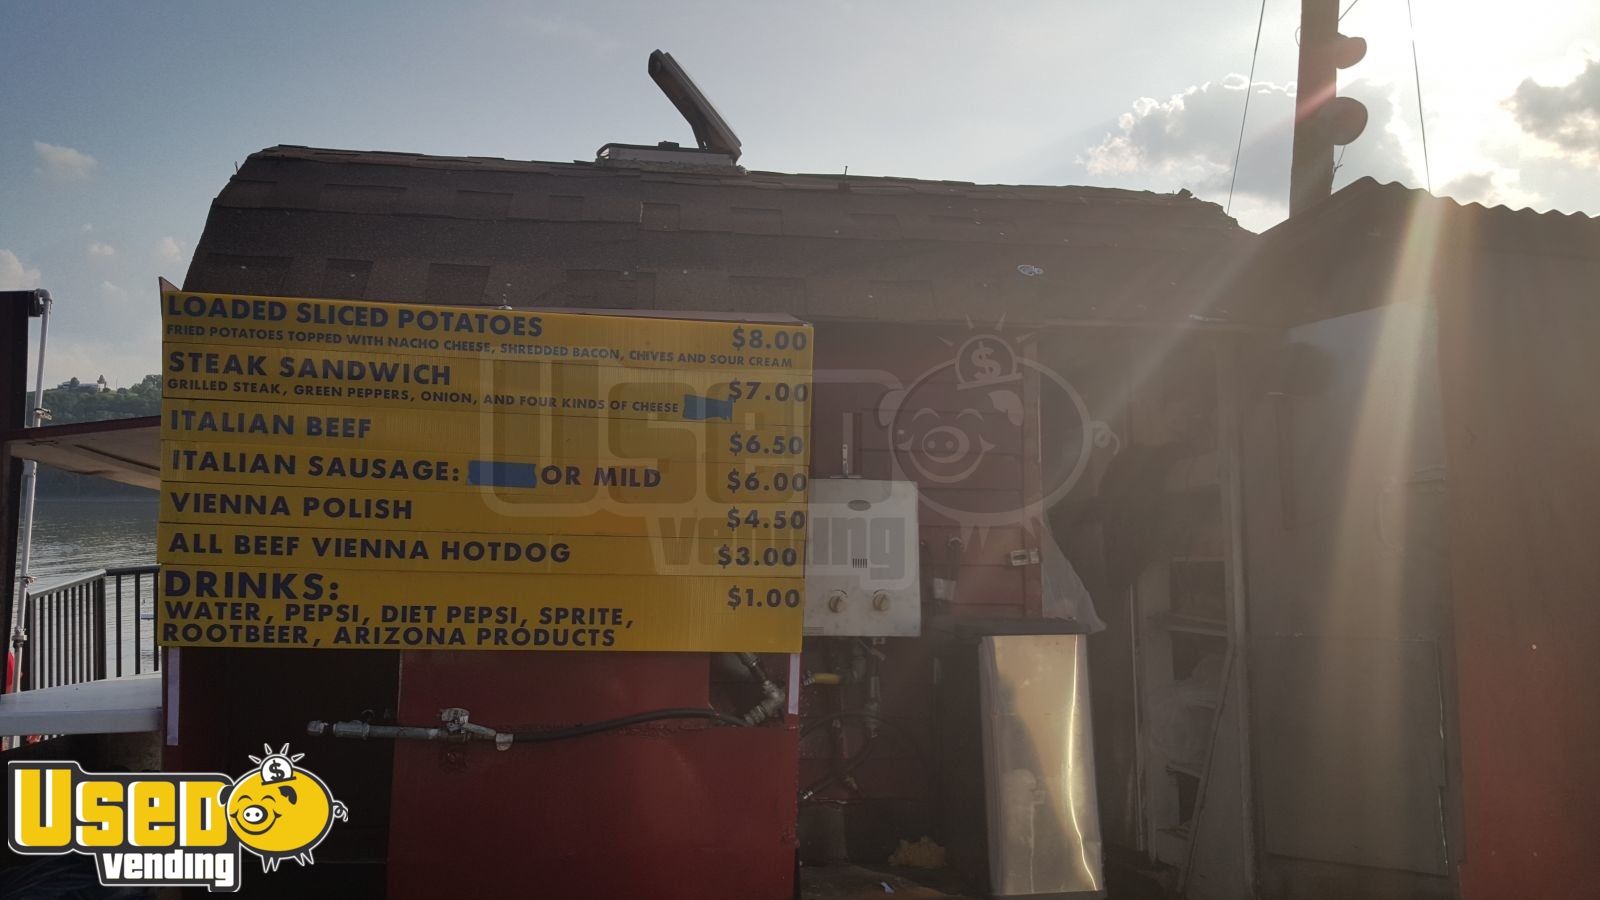 LOADED SLICED POTATOES $8.00
FRIED POTATOES TOPPED WITH NACHO CHEESE, SHREDDED BACON, CHIVES AND SOUR CREAM
STEAK SANDWICH $7.00
GRILLED STEAK, GREEN PEPPERS, ONION, AND FOUR KINDS OF CHEESE
ITALIAN BEEF $6.50
ITALIAN SAUSAGE: OR MILD $6.00
VIENNA POLISH $4.50
ALL BEEF VIENNA HOTDOG $3.00
DRINKS: $1.00
WATER, PEPSI, DIET PEPSI, SPRITE,
ROOTBEER, ARIZONA PRODUCTS
Used
vending
$
Used
vending
$